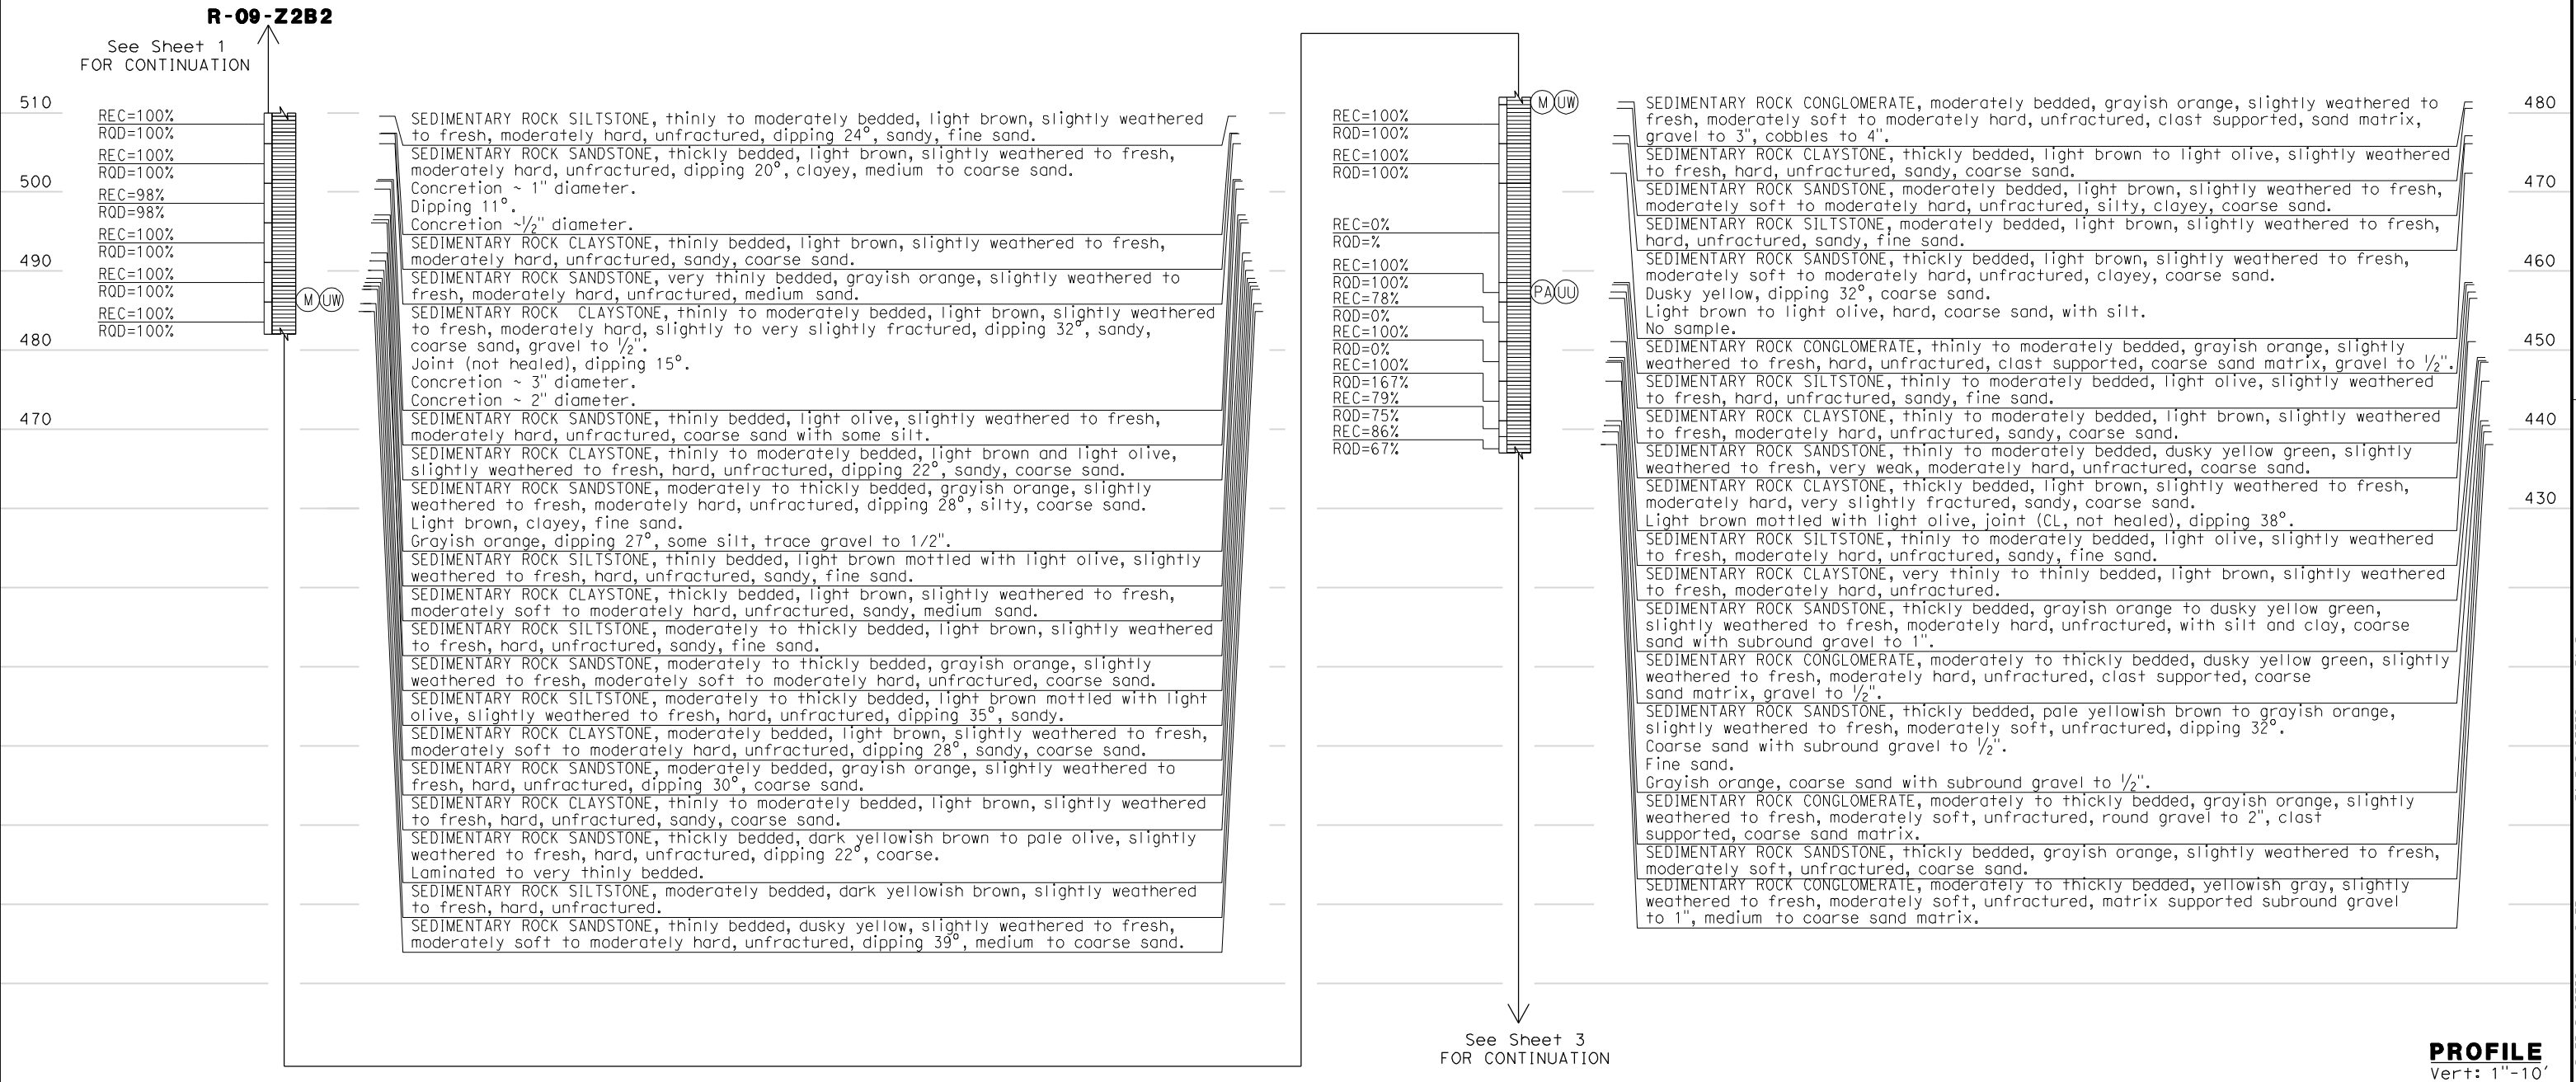 R-09-Z2B2
See Sheet 1
FOR CONTINUATION
510
500
490
480
470
REC=100%
RQD=100%
REC=100%
RQD=100%
REC=98%
RQD=98%
REC=100%
RQD=100%
REC=100%
RQD=100%
REC=100%
RQD=100%
M UW
SEDIMENTARY ROCK SILTSTONE, thinly to moderately bedded, light brown, slightly weathered
to fresh, moderately hard, unfractured, dipping 24°, sandy, fine sand.
SEDIMENTARY ROCK SANDSTONE, thickly bedded, light brown, slightly weathered to fresh,
moderately hard, unfractured, dipping 20°, clayey, medium to coarse sand.
Concretion ~ 1" diameter.
Dipping 11°.
Concretion ~½" diameter.
SEDIMENTARY ROCK CLAYSTONE, thinly bedded, light brown, slightly weathered to fresh,
moderately hard, unfractured, sandy, coarse sand.
SEDIMENTARY ROCK SANDSTONE, very thinly bedded, grayish orange, slightly weathered to
fresh, moderately hard, unfractured, medium sand.
SEDIMENTARY ROCK CLAYSTONE, thinly to moderately bedded, light brown, slightly weathered
to fresh, moderately hard, slightly to very slightly fractured, dipping 32°, sandy,
coarse sand, gravel to ½".
Joint (not healed), dipping 15°.
Concretion ~ 3" diameter.
Concretion ~ 2" diameter.
SEDIMENTARY ROCK SANDSTONE, thinly bedded, light olive, slightly weathered to fresh,
moderately hard, unfractured, coarse sand with some silt.
SEDIMENTARY ROCK CLAYSTONE, thinly to moderately bedded, light brown and light olive,
slightly weathered to fresh, hard, unfractured, dipping 22°, sandy, coarse sand.
SEDIMENTARY ROCK SANDSTONE, moderately to thickly bedded, grayish orange, slightly
weathered to fresh, moderately hard, unfractured, dipping 28°, silty, coarse sand.
Light brown, clayey, fine sand.
Grayish orange, dipping 27°, some silt, trace gravel to 1/2".
SEDIMENTARY ROCK SILTSTONE, thinly bedded, light brown mottled with light olive, slightly
weathered to fresh, hard, unfractured, sandy, fine sand.
SEDIMENTARY ROCK CLAYSTONE, thickly bedded, light brown, slightly weathered to fresh,
moderately soft to moderately hard, unfractured, sandy, medium sand.
SEDIMENTARY ROCK SILTSTONE, moderately to thickly bedded, light brown, slightly weathered
to fresh, hard, unfractured, sandy, fine sand.
SEDIMENTARY ROCK SANDSTONE, moderately to thickly bedded, grayish orange, slightly
weathered to fresh, moderately soft to moderately hard, unfractured, coarse sand.
SEDIMENTARY ROCK SILTSTONE, moderately to thickly bedded, light brown mottled with light
olive, slightly weathered to fresh, hard, unfractured, dipping 35°, sandy.
SEDIMENTARY ROCK CLAYSTONE, moderately bedded, light brown, slightly weathered to fresh,
moderately soft to moderately hard, unfractured, dipping 28°, sandy, coarse sand.
SEDIMENTARY ROCK SANDSTONE, moderately bedded, grayish orange, slightly weathered to
fresh, hard, unfractured, dipping 30°, coarse sand.
SEDIMENTARY ROCK CLAYSTONE, thinly to moderately bedded, light brown, slightly weathered
to fresh, hard, unfractured, sandy, coarse sand.
SEDIMENTARY ROCK SANDSTONE, thickly bedded, dark yellowish brown to pale olive, slightly
weathered to fresh, hard, unfractured, dipping 22°, coarse.
Laminated to very thinly bedded.
SEDIMENTARY ROCK SILTSTONE, moderately bedded, dark yellowish brown, slightly weathered
to fresh, hard, unfractured.
SEDIMENTARY ROCK SANDSTONE, thinly bedded, dusky yellow, slightly weathered to fresh,
moderately soft to moderately hard, unfractured, dipping 39°, medium to coarse sand.
REC=100%
RQD=100%
REC=100%
RQD=100%
REC=0%
RQD=%
REC=100%
RQD=100%
REC=78%
RQD=0%
REC=100%
RQD=0%
REC=100%
RQD=167%
REC=79%
RQD=75%
REC=86%
RQD=67%
M UW
PA UU
SEDIMENTARY ROCK CONGLOMERATE, moderately bedded, grayish orange, slightly weathered to
fresh, moderately soft to moderately hard, unfractured, clast supported, sand matrix,
gravel to 3", cobbles to 4".
SEDIMENTARY ROCK CLAYSTONE, thickly bedded, light brown to light olive, slightly weathered
to fresh, hard, unfractured, sandy, coarse sand.
SEDIMENTARY ROCK SANDSTONE, moderately bedded, light brown, slightly weathered to fresh,
moderately soft to moderately hard, unfractured, silty, clayey, coarse sand.
SEDIMENTARY ROCK SILTSTONE, moderately bedded, light brown, slightly weathered to fresh,
hard, unfractured, sandy, fine sand.
SEDIMENTARY ROCK SANDSTONE, thickly bedded, light brown, slightly weathered to fresh,
moderately soft to moderately hard, unfractured, clayey, coarse sand.
Dusky yellow, dipping 32°, coarse sand.
Light brown to light olive, hard, coarse sand, with silt.
No sample.
SEDIMENTARY ROCK CONGLOMERATE, thinly to moderately bedded, grayish orange, slightly
weathered to fresh, hard, unfractured, clast supported, coarse sand matrix, gravel to ½".
SEDIMENTARY ROCK SILTSTONE, thinly to moderately bedded, light olive, slightly weathered
to fresh, hard, unfractured, sandy, fine sand.
SEDIMENTARY ROCK CLAYSTONE, thinly to moderately bedded, light brown, slightly weathered
to fresh, moderately hard, unfractured, sandy, coarse sand.
SEDIMENTARY ROCK SANDSTONE, thinly to moderately bedded, dusky yellow green, slightly
weathered to fresh, very weak, moderately hard, unfractured, coarse sand.
SEDIMENTARY ROCK CLAYSTONE, thickly bedded, light brown, slightly weathered to fresh,
moderately hard, very slightly fractured, sandy, coarse sand.
Light brown mottled with light olive, joint (CL, not healed), dipping 38°.
SEDIMENTARY ROCK SILTSTONE, thinly to moderately bedded, light olive, slightly weathered
to fresh, moderately hard, unfractured, sandy, fine sand.
SEDIMENTARY ROCK CLAYSTONE, very thinly to thinly bedded, light brown, slightly weathered
to fresh, moderately hard, unfractured.
SEDIMENTARY ROCK SANDSTONE, thickly bedded, grayish orange to dusky yellow green,
slightly weathered to fresh, moderately hard, unfractured, with silt and clay, coarse
sand with subround gravel to 1".
SEDIMENTARY ROCK CONGLOMERATE, moderately to thickly bedded, dusky yellow green, slightly
weathered to fresh, moderately hard, unfractured, clast supported, coarse
sand matrix, gravel to ½".
SEDIMENTARY ROCK SANDSTONE, thickly bedded, pale yellowish brown to grayish orange,
slightly weathered to fresh, moderately soft, unfractured, dipping 32°.
Coarse sand with subround gravel to ½".
Fine sand.
Grayish orange, coarse sand with subround gravel to ½".
SEDIMENTARY ROCK CONGLOMERATE, moderately to thickly bedded, grayish orange, slightly
weathered to fresh, moderately soft, unfractured, round gravel to 2", clast
supported, coarse sand matrix.
SEDIMENTARY ROCK SANDSTONE, thickly bedded, grayish orange, slightly weathered to fresh,
moderately soft, unfractured, coarse sand.
SEDIMENTARY ROCK CONGLOMERATE, moderately to thickly bedded, yellowish gray, slightly
weathered to fresh, moderately soft, unfractured, matrix supported subround gravel
to 1", medium to coarse sand matrix.
480
470
460
450
440
430
See Sheet 3
FOR CONTINUATION
PROFILE
Vert: 1"-10'